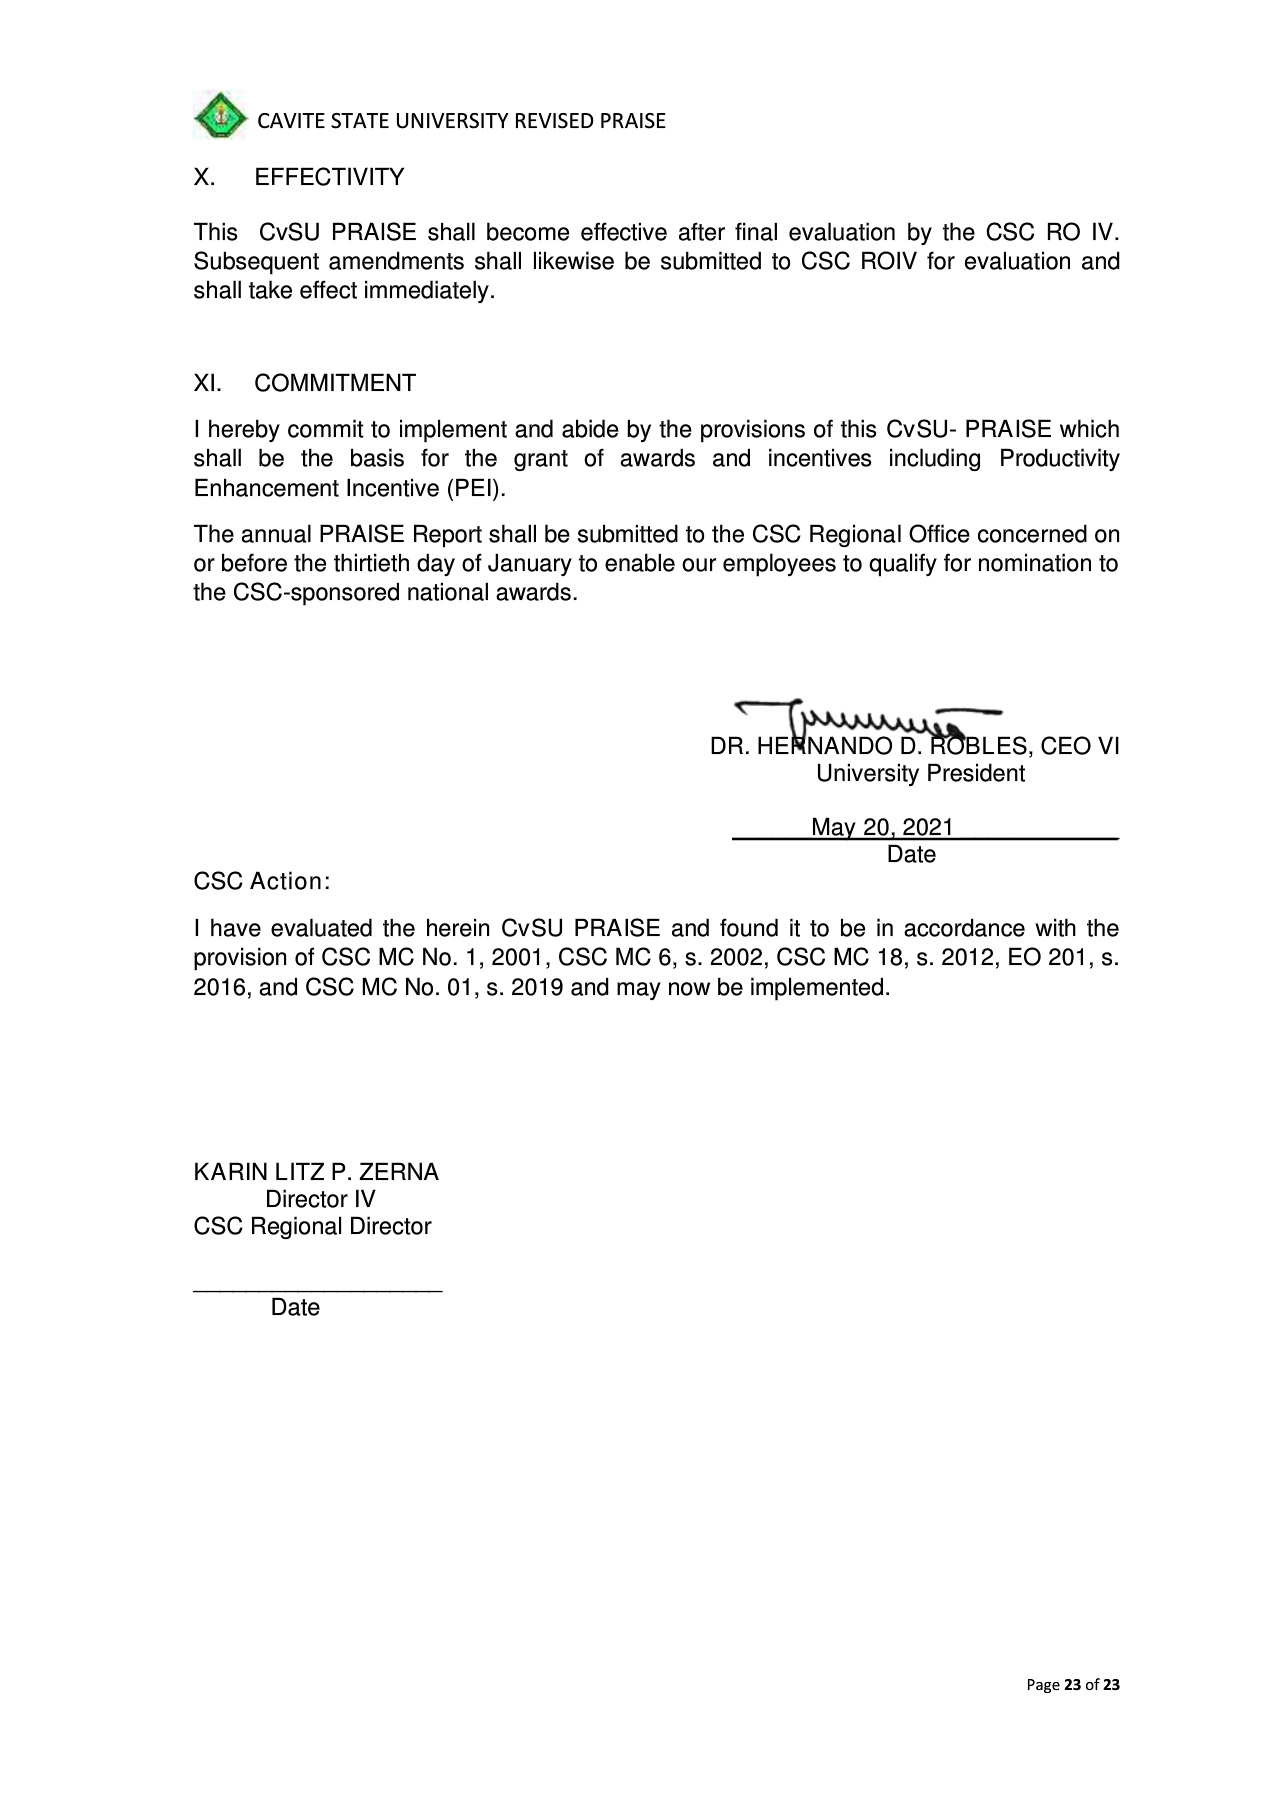 CAVITE STATE UNIVERSITY REVISED PRAISE
X. EFFECTIVITY
This CvSU PRAISE shall become effective after final evaluation by the CSC RO IV.
Subsequent amendments shall likewise be submitted to CSC ROIV for evaluation and
shall take effect immediately.
XI. COMMITMENT
I hereby commit to implement and abide by the provisions of this CvSU- PRAISE which
shall be the basis for the grant of awards and incentives including Productivity
Enhancement Incentive (PEI).
The annual PRAISE Report shall be submitted to the CSC Regional Office concerned on
or before the thirtieth day of January to enable our employees to qualify for nomination to
the CSC-sponsored national awards.
DR. HERNANDO D. ROBLES, CEO VI
University President
May 20, 2021
Date
CSC Action:
I have evaluated the herein CvSU PRAISE and found it to be in accordance with the
provision of CSC MC No. 1, 2001, CSC MC 6, s. 2002, CSC MC 18, s. 2012, EO 201, s.
2016, and CSC MC No. 01, s. 2019 and may now be implemented.
KARIN LITZ P. ZERNA
Director IV
CSC Regional Director
___________________
Date
Page 23 of 23